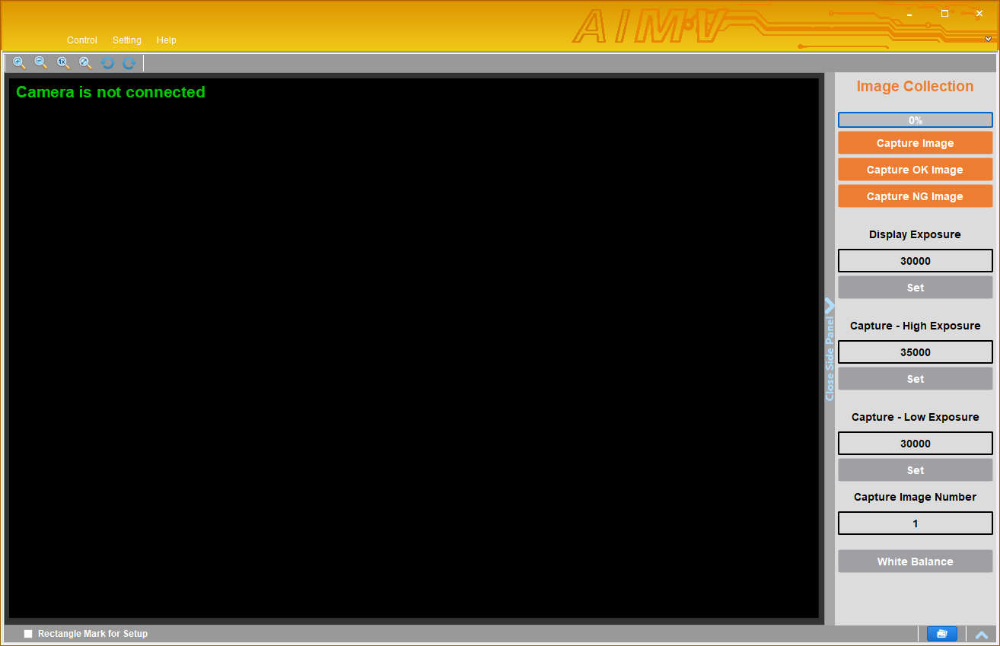 AIMV
Control Setting Help
1x
Camera is not connected
Close Side Panel
Image Collection
0%
Capture Image
Capture OK Image
Capture NG Image
Display Exposure
30000
Set
Capture - High Exposure
35000
Set
Capture - Low Exposure
30000
Set
Capture Image Number
1
White Balance
Rectangle Mark for Setup